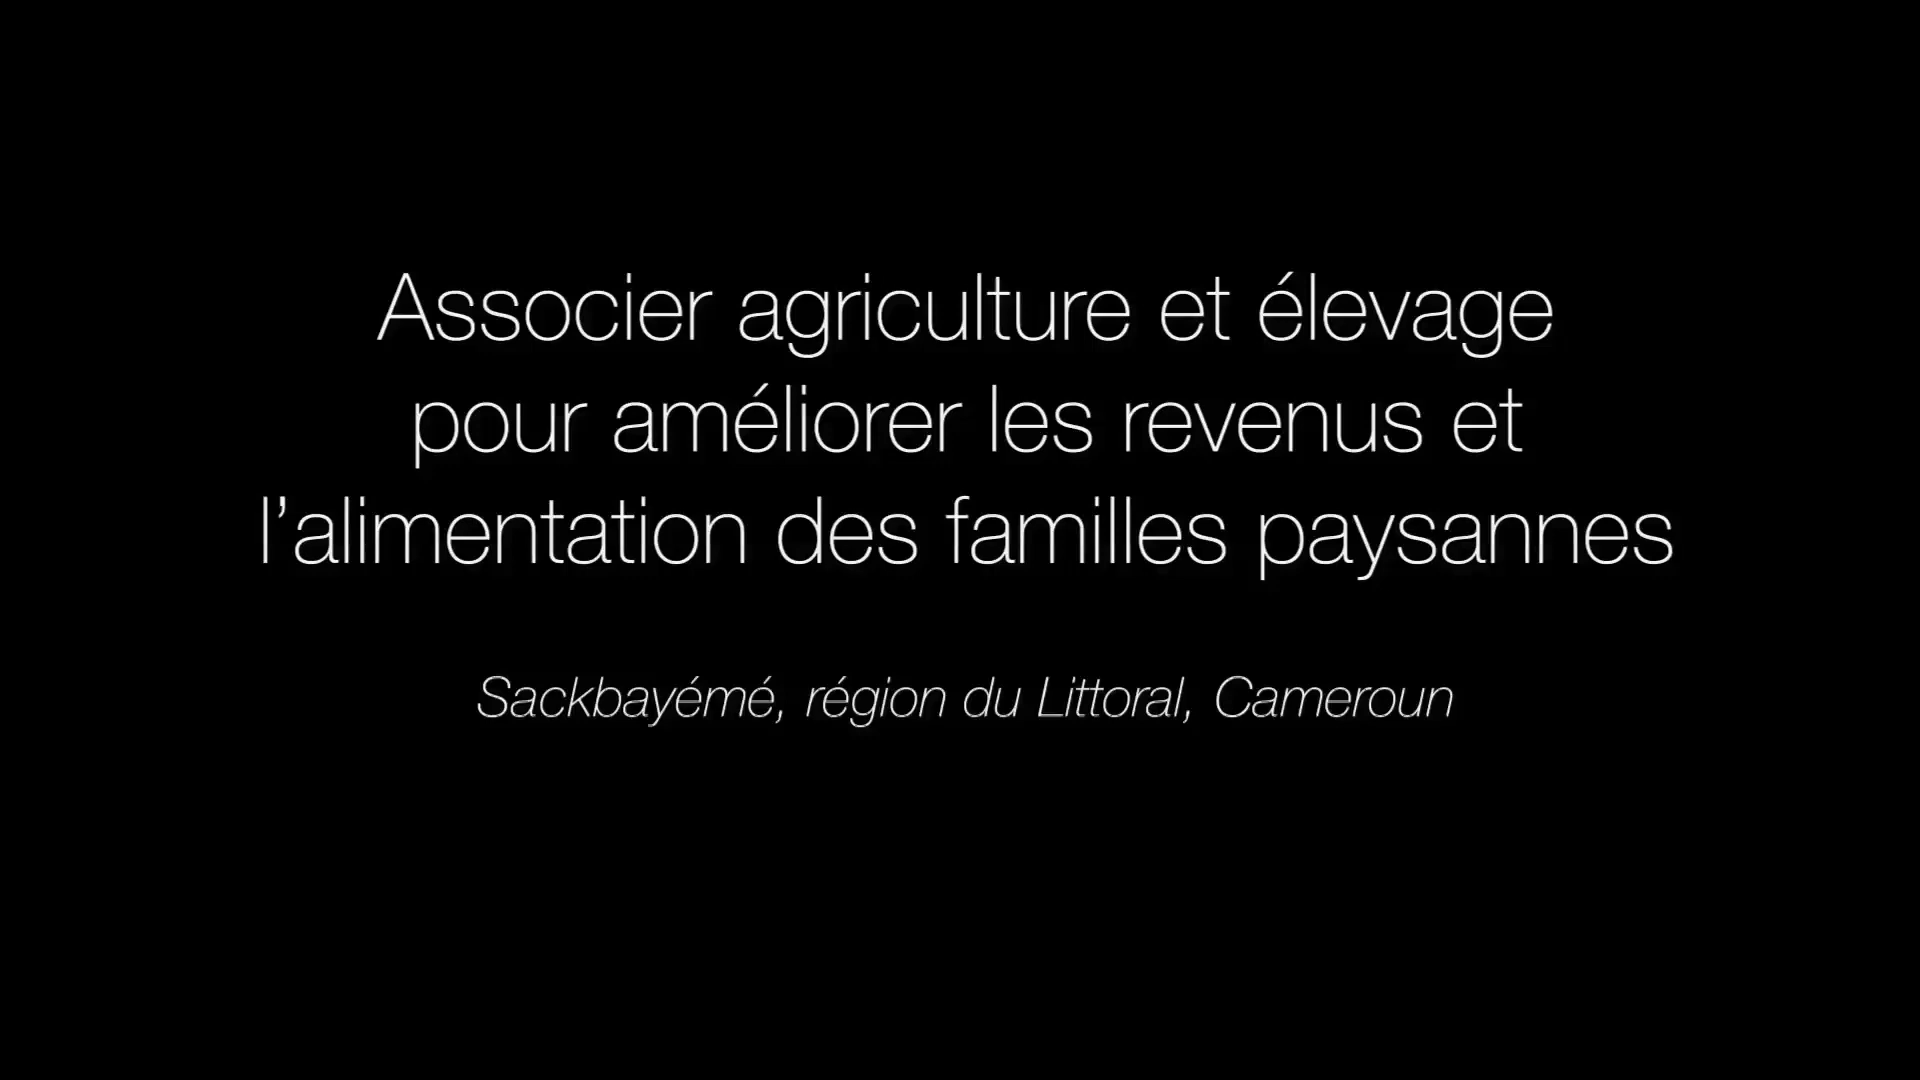 Associer agriculture et élevage
pour améliorer les revenus et
l’alimentation des familles paysannes
Sackbayémé, région du Littoral, Cameroun